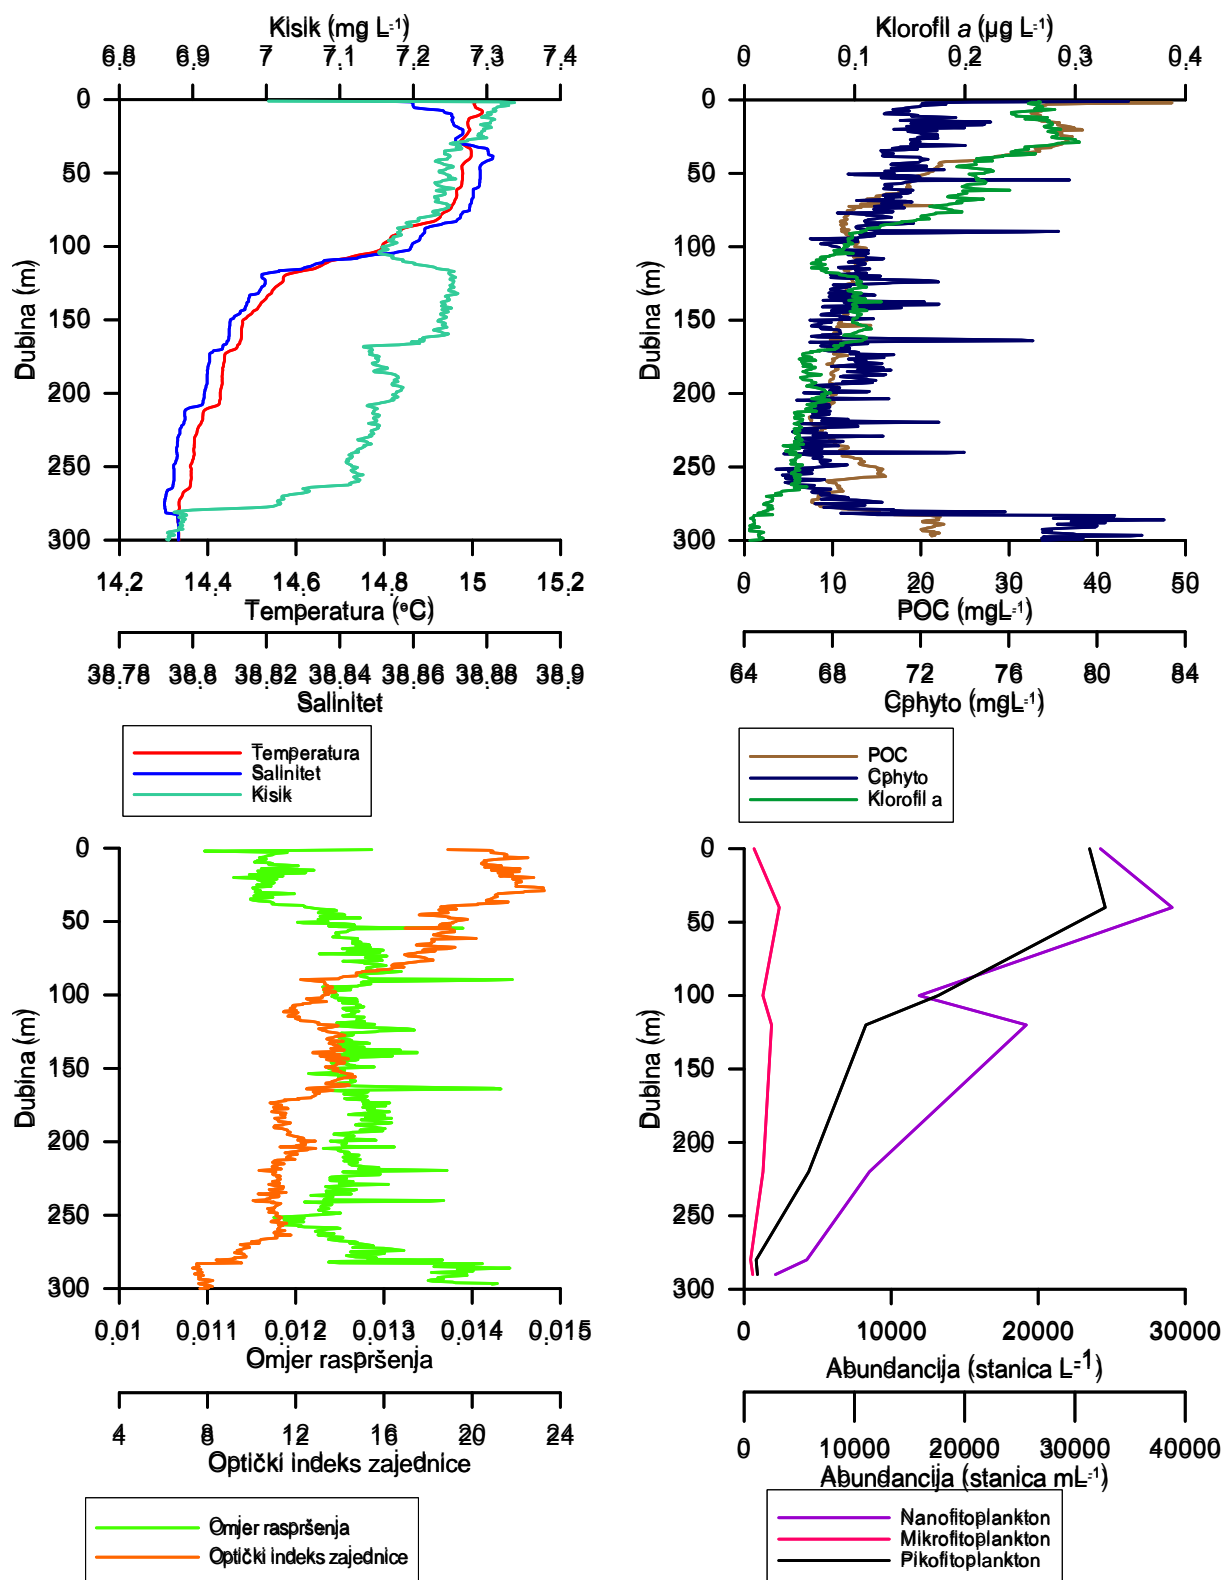 Kisik (mg L-1)
6.8 6.9 7 7.1 7.2 7.3 7.4
0
50
100
150
200
250
300
Dubina (m)
14.2 14.4 14.6 14.8 15 15.2
Temperatura (°C)
38.78 38.8 38.82 38.84 38.86 38.88 38.9
Salinitet
Temperatura
Salinitet
Kisik
Klorofil a (µg L-1)
0 0.1 0.2 0.3 0.4
0
50
100
150
200
250
300
Dubina (m)
0 10 20 30 40 50
POC (mgL-1)
64 68 72 76 80 84
Cphyto (mgL-1)
POC
Cphyto
Klorofil a
0
50
100
150
200
250
300
Dubina (m)
0.01 0.011 0.012 0.013 0.014 0.015
Omjer raspršenja
4 8 12 16 20 24
Optički indeks zajednice
Omjer raspršenja
Optički indeks zajednice
0
50
100
150
200
250
300
Dubina (m)
0 10000 20000 30000
Abundancija (stanica L-1)
0 10000 20000 30000 40000
Abundancija (stanica mL-1)
Nanofitoplankton
Mikrofitoplankton
Pikofitoplankton